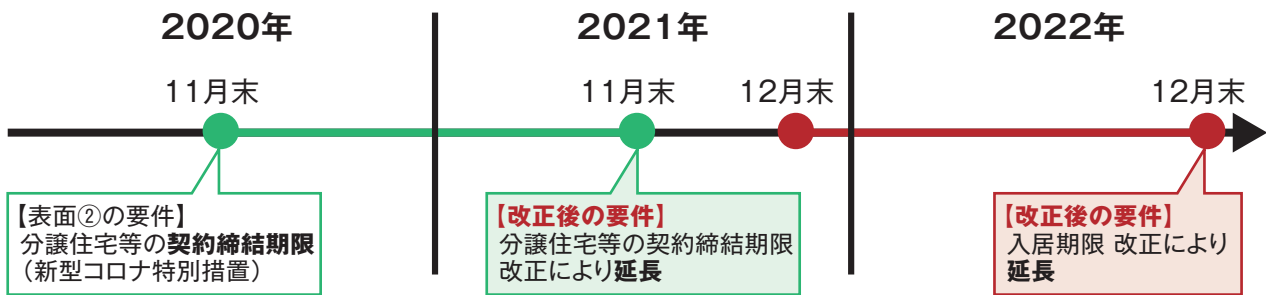 2020年
2021年
2022年
11月末
11月末
12月末
12月末
【表面②の要件】
分譲住宅等の契約締結期限
（新型コロナ特別措置）
【改正後の要件】
分譲住宅等の契約締結期限
改正により延長
【改正後の要件】
入居期限 改正により
延長